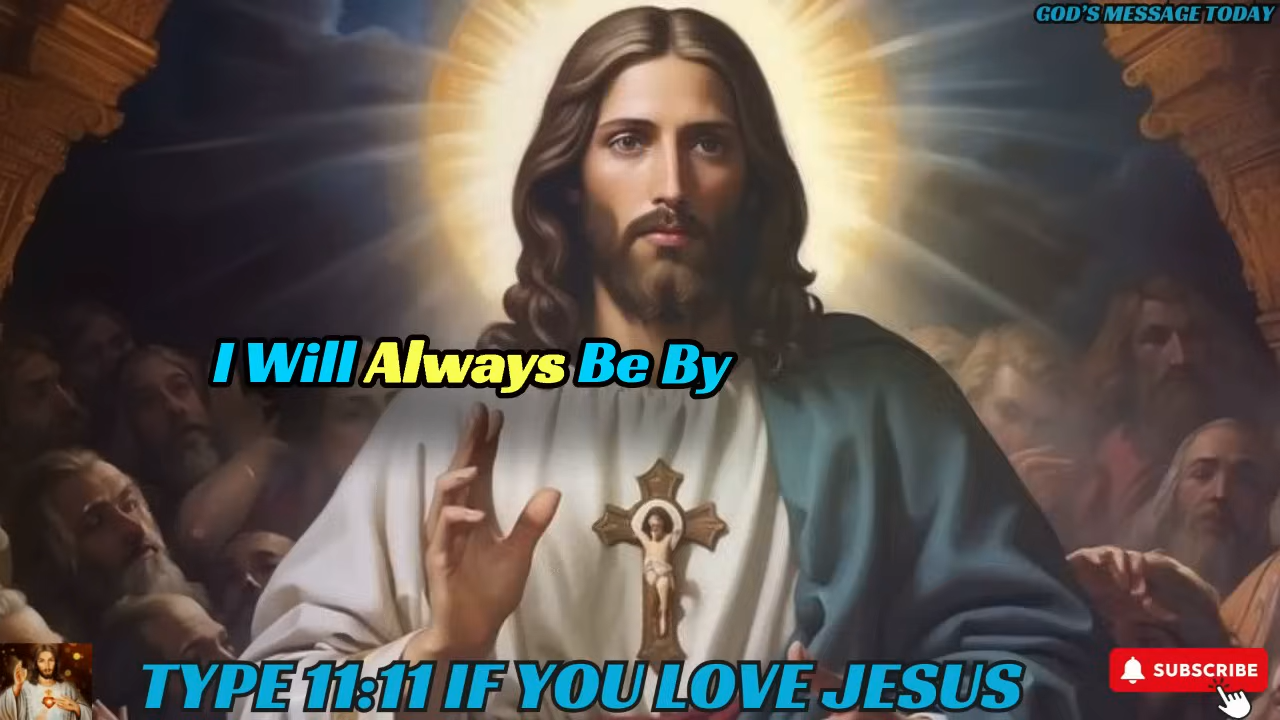 GOD'S MESSAGE TODAY
I Will Always Be By
TYPE 11:11 IF YOU LOVE JESUS
SUBSCRIBE